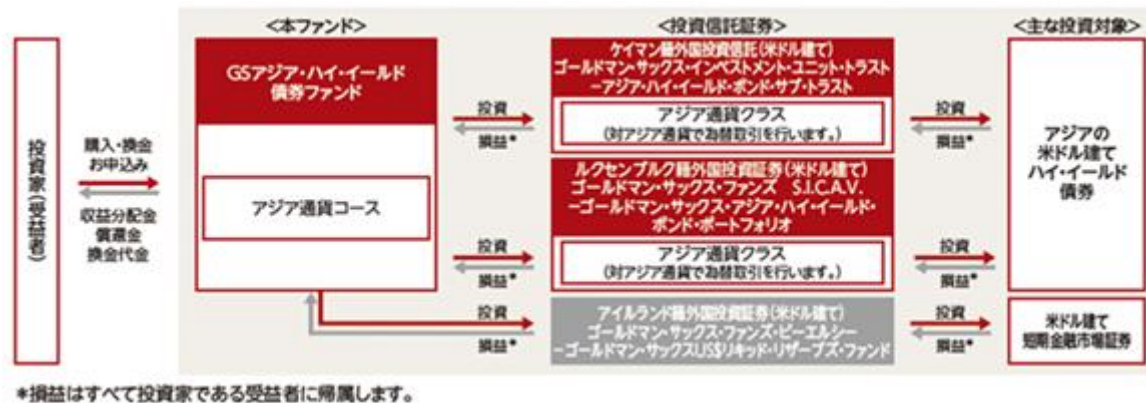 <本ファンド>
<投資信託証券>
<主な投資対象>
投資家(受益者)
購入・換金
お申込み
収益分配金
償還金
換金代金
GSアジア・ハイ・イールド
債券ファンド
アジア通貨コース
投資
損益*
投資
損益*
投資
損益*
ケイマン籍外国投資信託(米ドル建て)
ゴールドマン・サックス・インベストメント・ユニット・トラスト
−アジア・ハイ・イールド・ボンド・サブ・トラスト
アジア通貨クラス
(対アジア通貨で為替取引を行います。)
ルクセンブルク籍外国投資証券(米ドル建て)
ゴールドマン・サックス・ファンズ S.I.C.A.V.
−ゴールドマン・サックス・アジア・ハイ・イールド・
ボンド・ポートフォリオ
アジア通貨クラス
(対アジア通貨で為替取引を行います。)
アイルランド籍外国投資証券(米ドル建て)
ゴールドマン・サックス・ファンズ・ピーエルシー
−ゴールドマン・サックスUS$リキッド・リザーブズ・ファンド
投資
損益*
投資
損益*
投資
損益*
アジアの
米ドル建て
ハイ・イールド
債券
米ドル建て
短期金融市場証券
*損益はすべて投資家である受益者に帰属します。